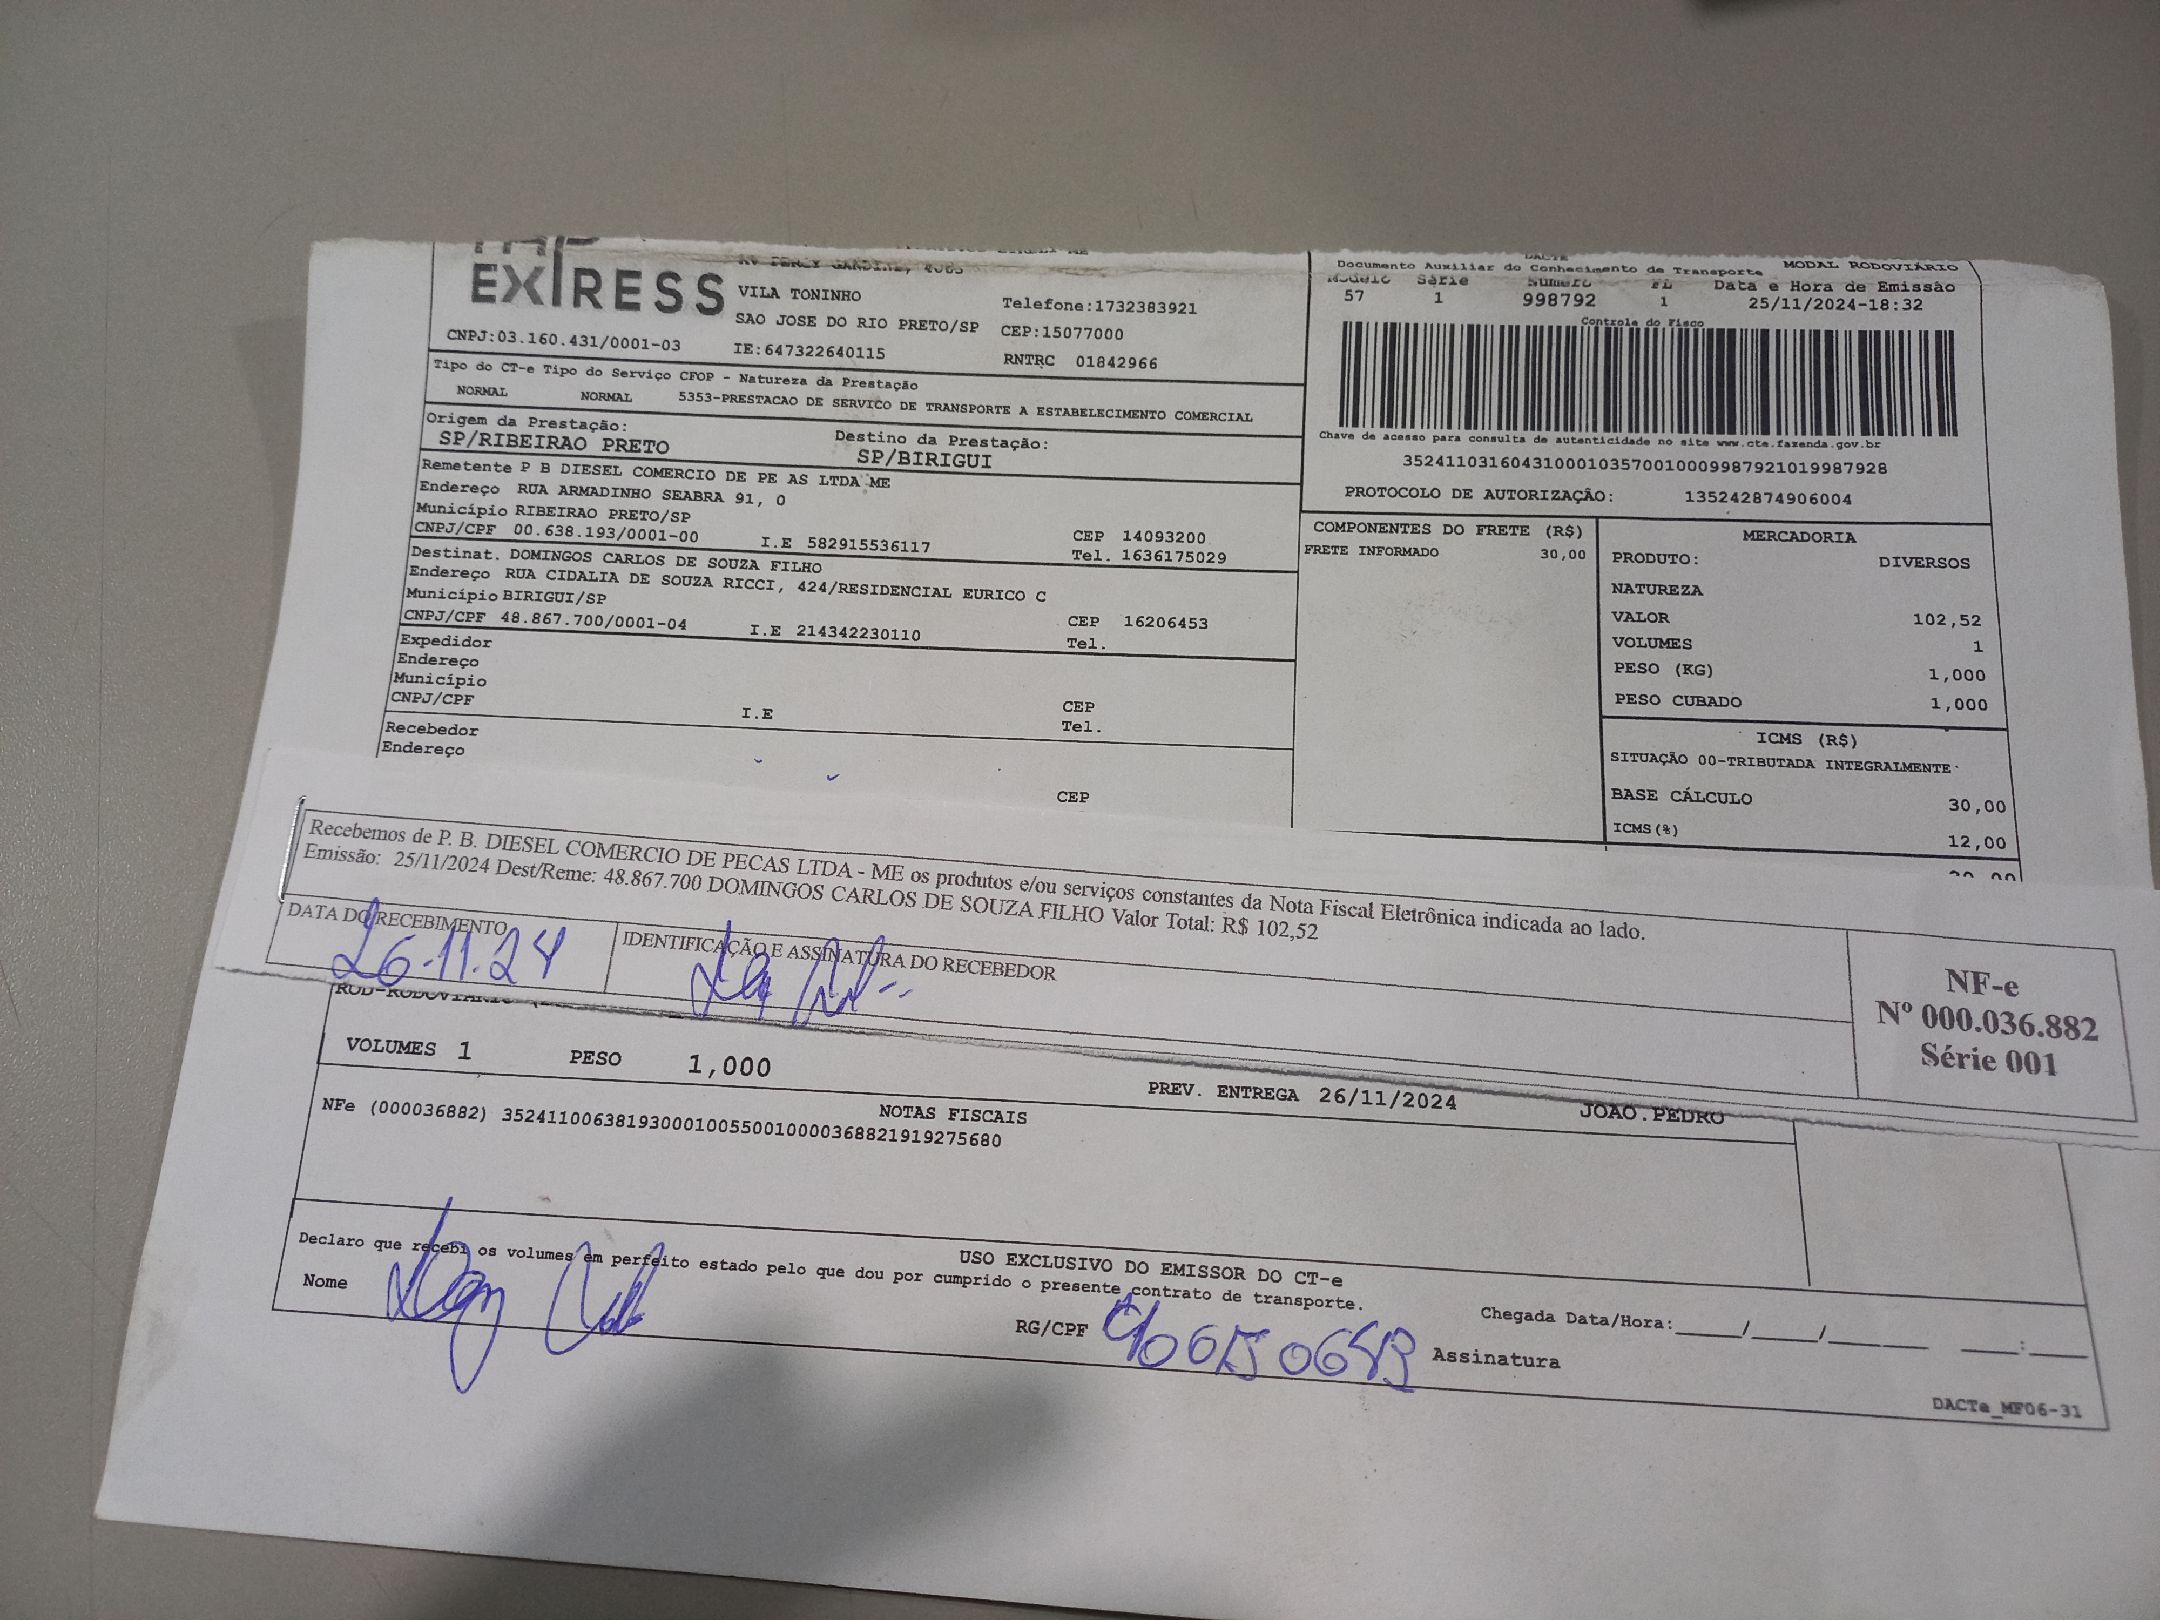 EXPRESS
VILA TONINHO
Telefone:1732383921
SAO JOSE DO RIO PRETO/SP CEP:15077000
CNPJ:03.160.431/0001-03 IE:647322640115 RNTRC 01842966
Documento Auxiliar do Conhecimento de Transporte MODAL RODOVIÁRIO
Modelo Série Número FL Data e Hora de Emissão
57 1 998792 1 25/11/2024-18:32
Controle do Fisco
Chave de acesso para consulta de autenticidade no site www.cte.fazenda.gov.br
35241103160431000103570010009987921019987928
PROTOCOLO DE AUTORIZAÇÃO: 135242874906004
Tipo do CT-e Tipo do Serviço CFOP - Natureza da Prestação
NORMAL NORMAL 5353-PRESTACAO DE SERVICO DE TRANSPORTE A ESTABELECIMENTO COMERCIAL
Origem da Prestação: Destino da Prestação:
SP/RIBEIRAO PRETO SP/BIRIGUI
Remetente P B DIESEL COMERCIO DE PE AS LTDA ME
Endereço RUA ARMADINHO SEABRA 91, 0
Município RIBEIRAO PRETO/SP CEP 14093200
CNPJ/CPF 00.638.193/0001-00 I.E 582915536117 Tel. 1636175029
Destinat. DOMINGOS CARLOS DE SOUZA FILHO
Endereço RUA CIDALIA DE SOUZA RICCI, 424/RESIDENCIAL EURICO C
Município BIRIGUI/SP CEP 16206453
CNPJ/CPF 48.867.700/0001-04 I.E 214342230110 Tel.
Expedidor
Endereço
Município CEP
CNPJ/CPF I.E Tel.
Recebedor
Endereço
CEP
COMPONENTES DO FRETE (R$)
FRETE INFORMADO 30,00
MERCADORIA
PRODUTO: DIVERSOS
NATUREZA
VALOR 102,52
VOLUMES 1
PESO (KG) 1,000
PESO CUBADO 1,000
ICMS (R$)
SITUAÇÃO 00-TRIBUTADA INTEGRALMENTE
BASE CÁLCULO 30,00
ICMS(%) 12,00
Recebemos de P. B. DIESEL COMERCIO DE PECAS LTDA - ME os produtos e/ou serviços constantes da Nota Fiscal Eletrônica indicada ao lado.
Emissão: 25/11/2024 Dest/Reme: 48.867.700 DOMINGOS CARLOS DE SOUZA FILHO Valor Total: R$ 102,52
DATA DO RECEBIMENTO IDENTIFICAÇÃO E ASSINATURA DO RECEBEDOR
26.11.24
NF-e
Nº 000.036.882
Série 001
VOLUMES 1 PESO 1,000 PREV. ENTREGA 26/11/2024 JOAO.PEDRO
NOTAS FISCAIS
NFe (000036882) 35241100638193000100550010000368821919275680
USO EXCLUSIVO DO EMISSOR DO CT-e
Declaro que recebi os volumes em perfeito estado pelo que dou por cumprido o presente contrato de transporte.
Nome RG/CPF Assinatura
Chegada Data/Hora:_____/_____/_______ ____:____
DACTe_MF06-31